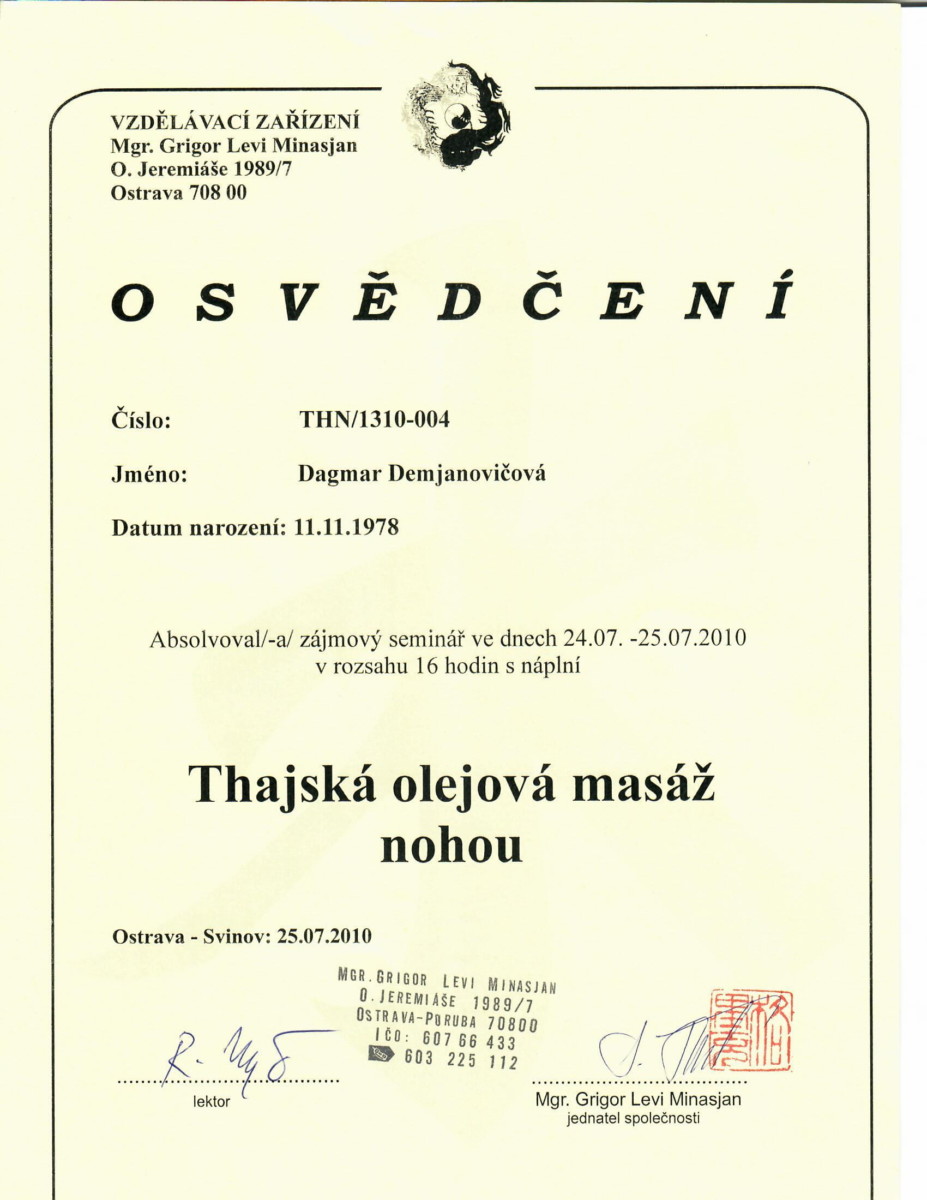 VZDĚLÁVACÍ ZAŘÍZENÍ
Mgr. Grigor Levi Minasjan
O. Jeremiáše 1989/7
Ostrava 708 00
OSVĚDČENÍ
Číslo: THN/1310-004
Jméno: Dagmar Demjanovičová
Datum narození: 11.11.1978
Absolvoval/-a/ zájmový seminář ve dnech 24.07. -25.07.2010
v rozsahu 16 hodin s náplní
Thajská olejová masáž
nohou
Ostrava - Svinov: 25.07.2010
MGR.GRIGOR LEVI MINASJAN
O.JEREMIÁŠE 1989/7
OSTRAVA-PORUBA 70800
IČO: 607 66 433
603 225 112
lektor
Mgr. Grigor Levi Minasjan
jednatel společnosti